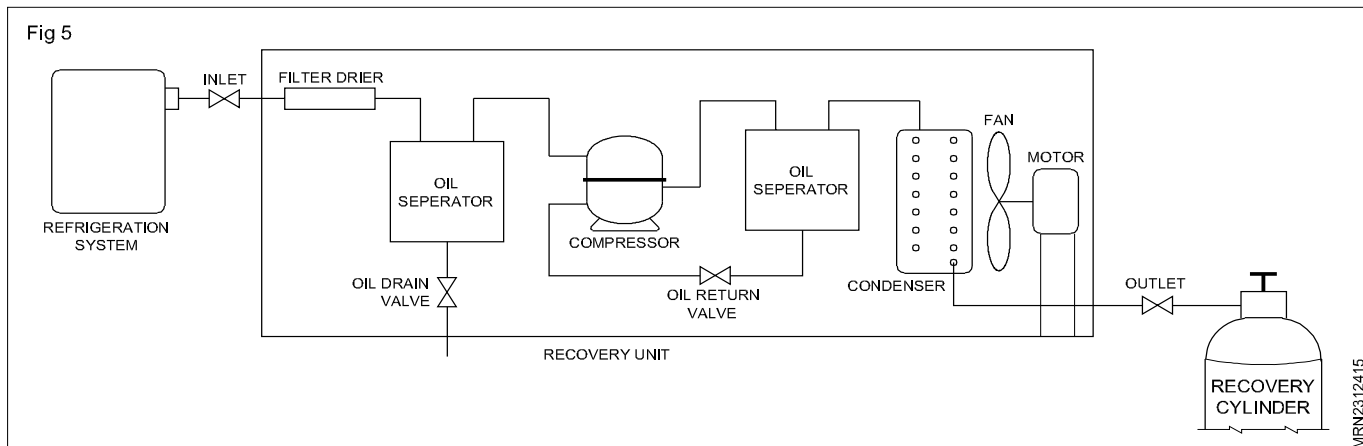 Fig 5
INLET
FILTER DRIER
REFRIGERATION
SYSTEM
OIL
SEPERATOR
OIL DRAIN
VALVE
COMPRESSOR
OIL RETURN
VALVE
OIL
SEPERATOR
CONDENSER
FAN
MOTOR
OUTLET
RECOVERY UNIT
RECOVERY
CYLINDER
MRN2312415